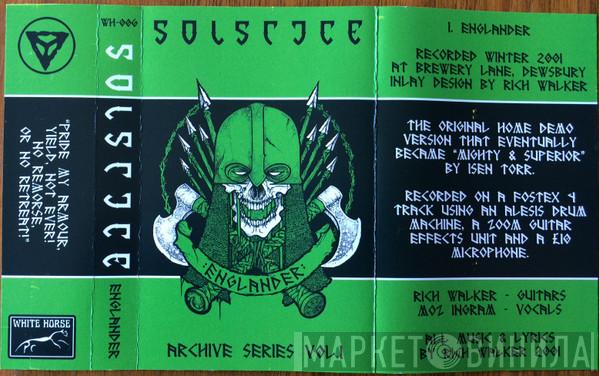 WH-006
SOLSTICE
ENGLANDER
"PRIDE MY ARMOUR,
YIELD NOT EVER!
NO REMORSE,
OR NO RETREAT!"
WHITE HORSE
SOLSTICE
ENGLANDER
ARCHIVE SERIES VOL.1
1. ENGLANDER
RECORDED WINTER 2001
AT BREWERY LANE, DEWSBURY
INLAY DESIGN BY RICH WALKER
THE ORIGINAL HOME DEMO
VERSION THAT EVENTUALLY
BECAME "MIGHTY & SUPERIOR"
BY ISEN TORR.
RECORDED ON A FOSTEX 4
TRACK USING AN ALESIS DRUM
MACHINE, A ZOOM GUITAR
EFFECTS UNIT AND A £10
MICROPHONE.
RICH WALKER - GUITARS
MOZ INGRAM - VOCALS
ALL MUSIC & LYRICS
BY RICH WALKER 2001
МАРКЕТ ВИНИЛА